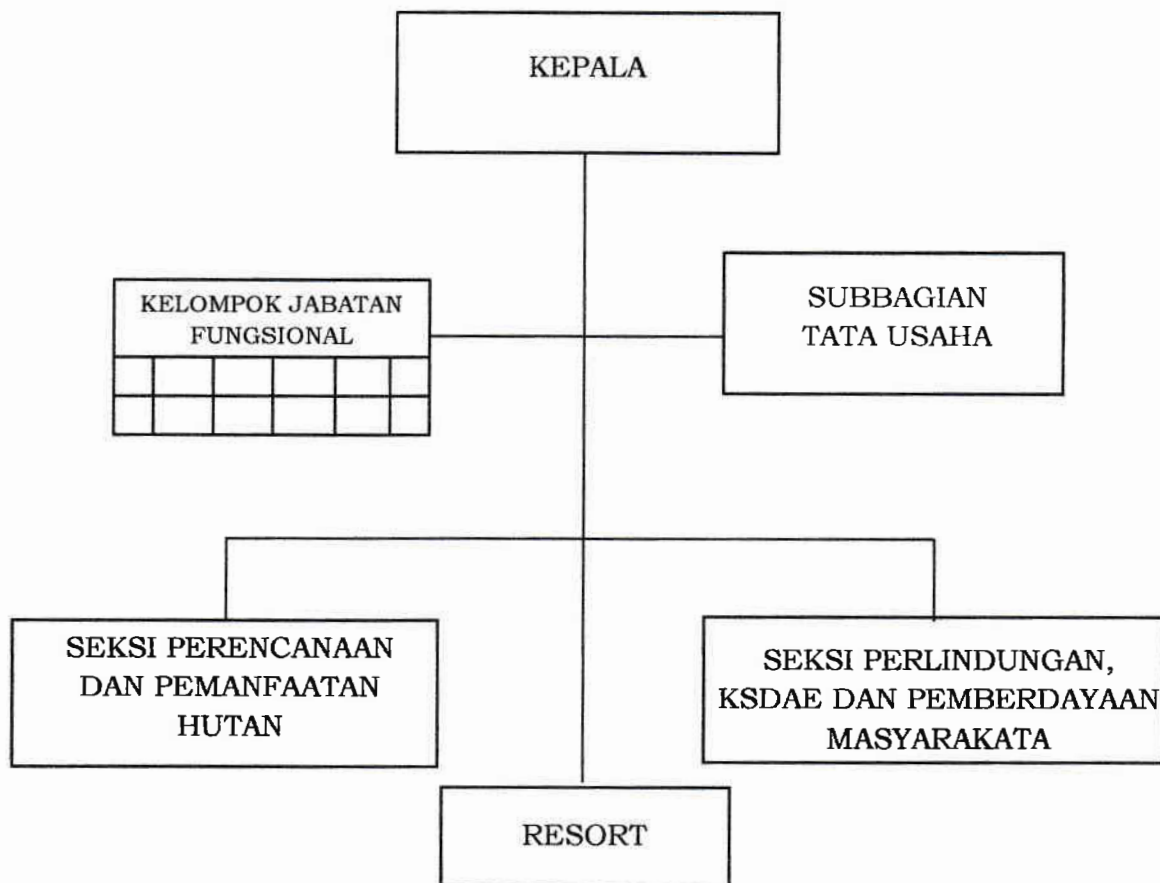 KEPALA
KELOMPOK JABATAN
FUNGSIONAL
SUBBAGIAN
TATA USAHA
SEKSI PERENCANAAN
DAN PEMANFAATAN
HUTAN
SEKSI PERLINDUNGAN,
KSDAE DAN PEMBERDAYAAN
MASYARAKATA
RESORT